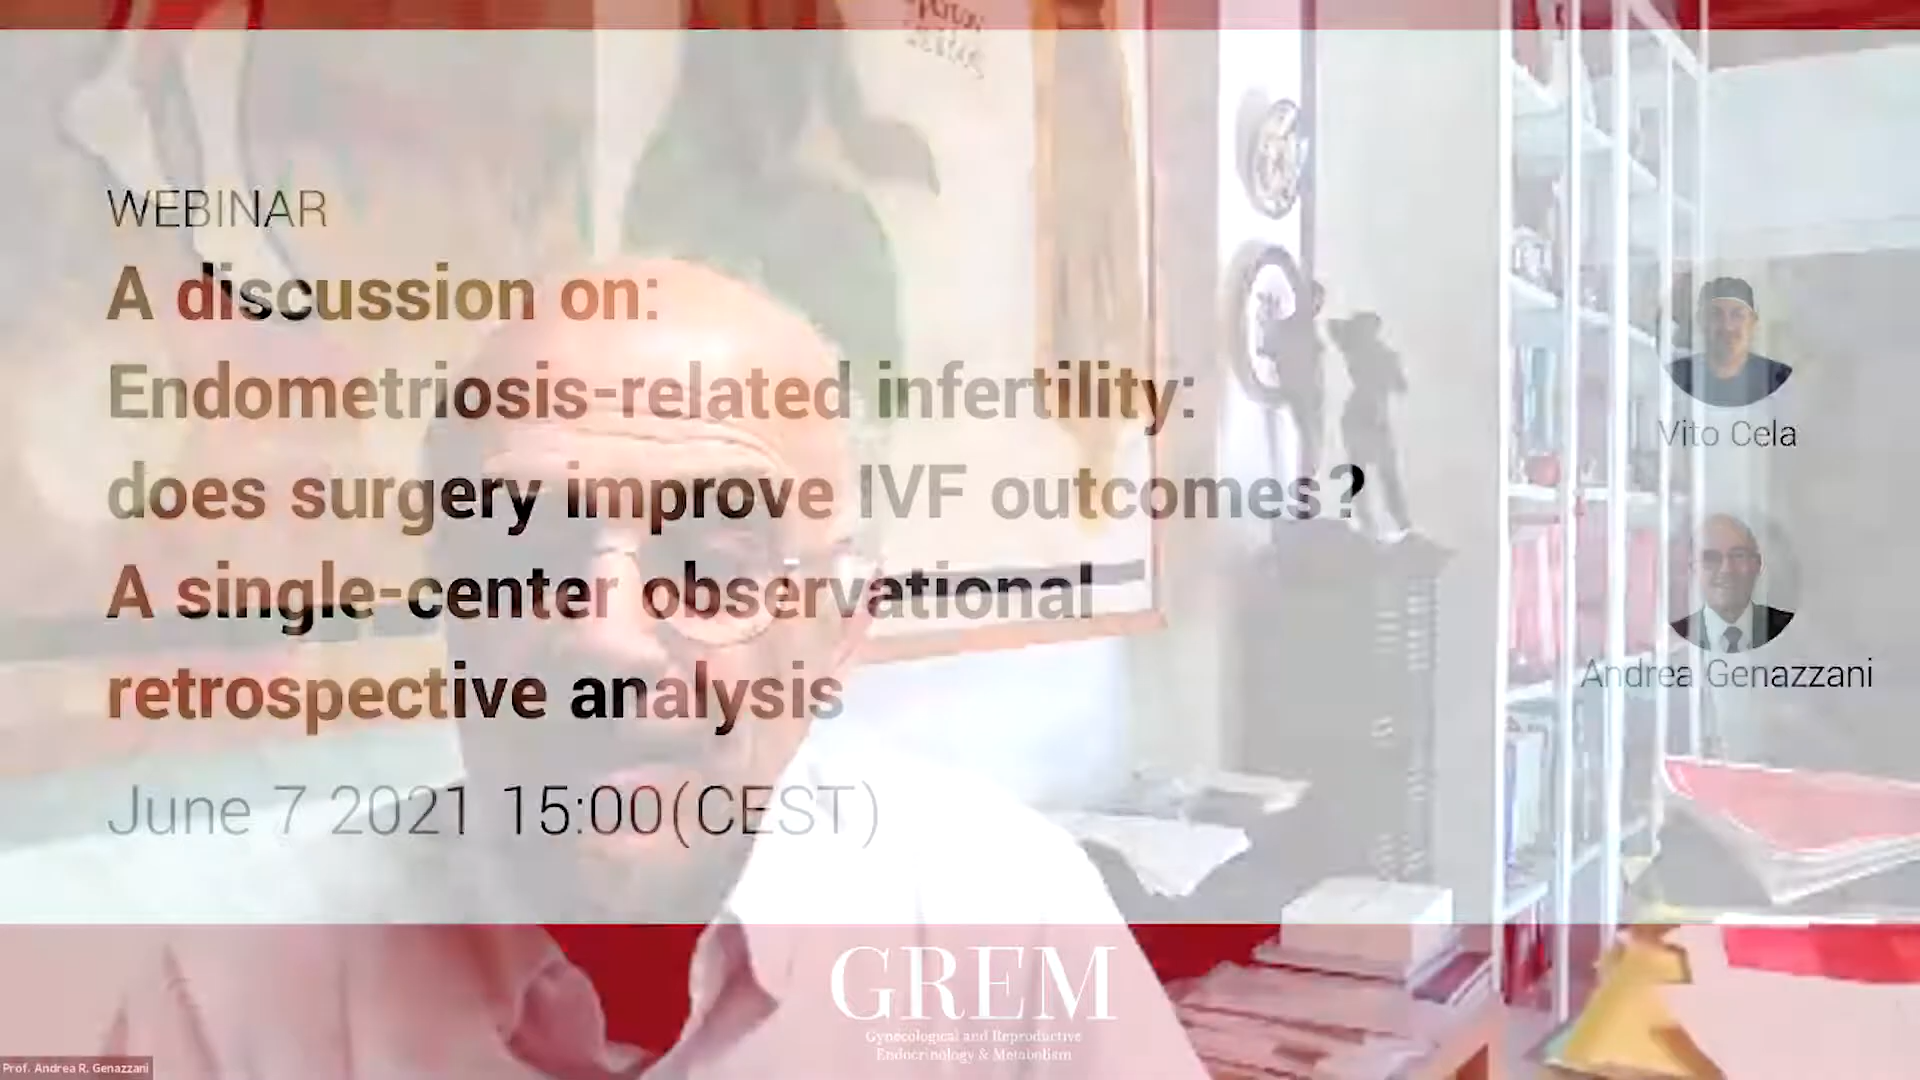 WEBINAR
A discussion on:
Endometriosis-related infertility:
does surgery improve IVF outcomes?
A single-center observational
retrospective analysis
June 7 2021 15:00(CEST)
Vito Cela
Andrea Genazzani
GREM
Gynecological and Reproductive
Endocrinology & Metabolism
Prof. Andrea R. Genazzani